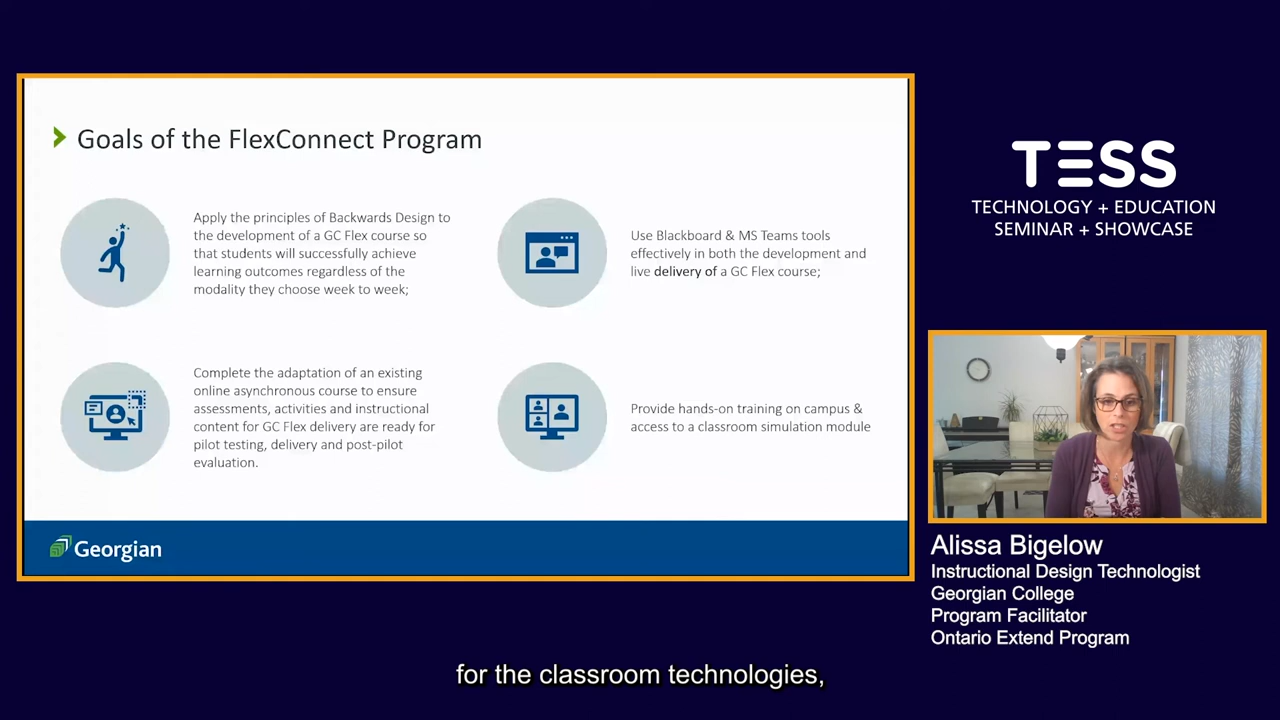 Goals of the FlexConnect Program
Apply the principles of Backwards Design to
the development of a GC Flex course so
that students will successfully achieve
learning outcomes regardless of the
modality they choose week to week;
Use Blackboard & MS Teams tools
effectively in both the development and
live delivery of a GC Flex course;
Complete the adaptation of an existing
online asynchronous course to ensure
assessments, activities and instructional
content for GC Flex delivery are ready for
pilot testing, delivery and post-pilot
evaluation.
Provide hands-on training on campus &
access to a classroom simulation module
Georgian
TESS
TECHNOLOGY + EDUCATION
SEMINAR + SHOWCASE
Alissa Bigelow
Instructional Design Technologist
Georgian College
Program Facilitator
Ontario Extend Program
for the classroom technologies,